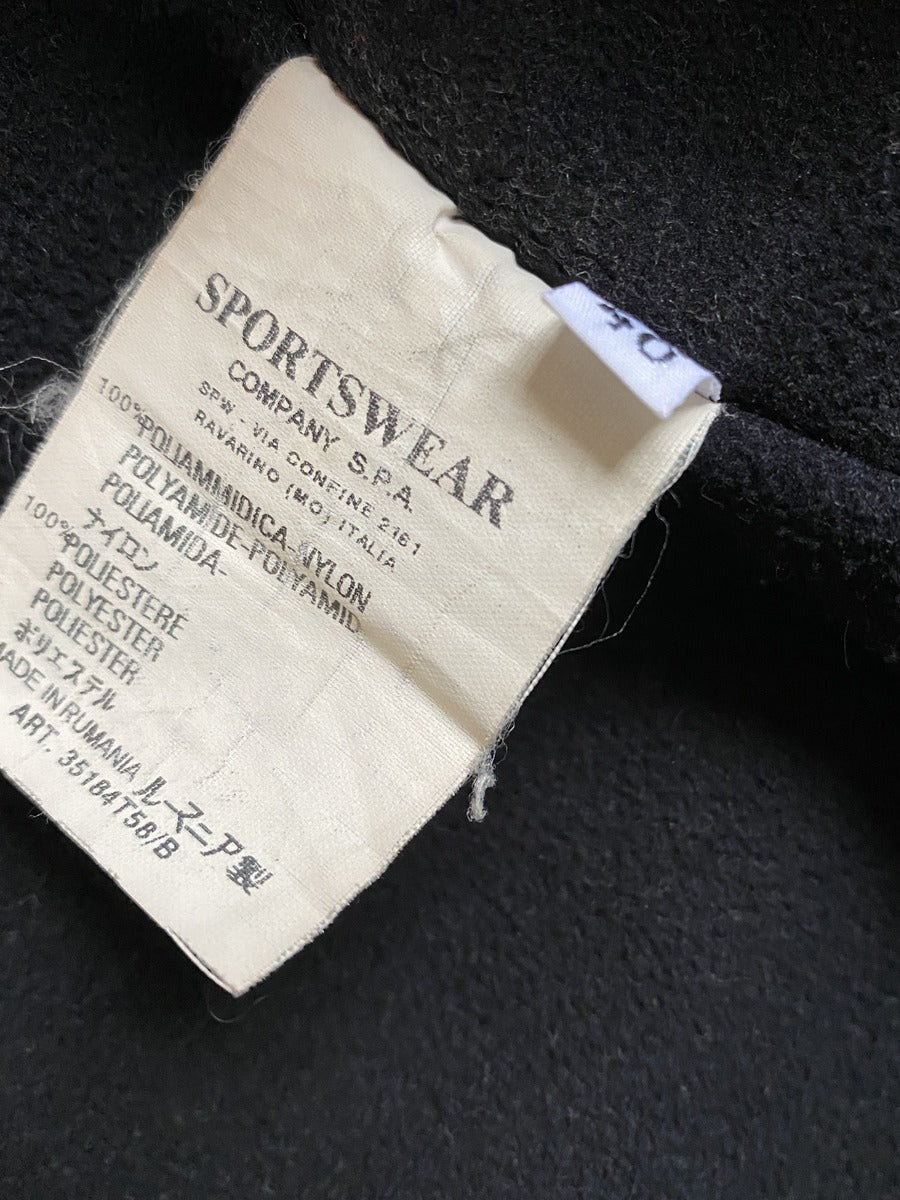 40
SPORTSWEAR
COMPANY S.P.A.
SPW - VIA CONFINE 2161
RAVARINO (MO) ITALIA
100% POLIAMMIDICA-NYLON
POLYAMIDE-POLYAMID
POLIAMIDA-
ナイロン
100% POLIESTERE
POLYESTER
POLIESTER
ポリエステル
MADE IN RUMANIA ルーマニア製
ART. 35184T58/B